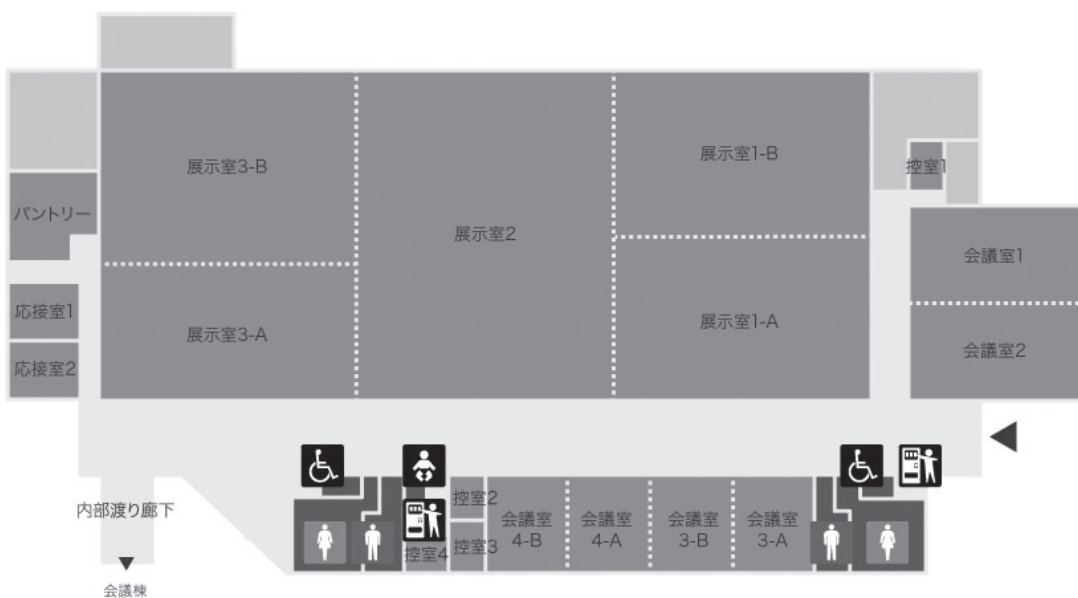 展示室3-B
展示室1-B
控室1
パントリー
展示室2
会議室1
応接室1
展示室3-A
展示室1-A
会議室2
応接室2
内部渡り廊下
控室2
会議室
4-B
会議室
4-A
会議室
3-B
会議室
3-A
控室3
控室4
会議棟